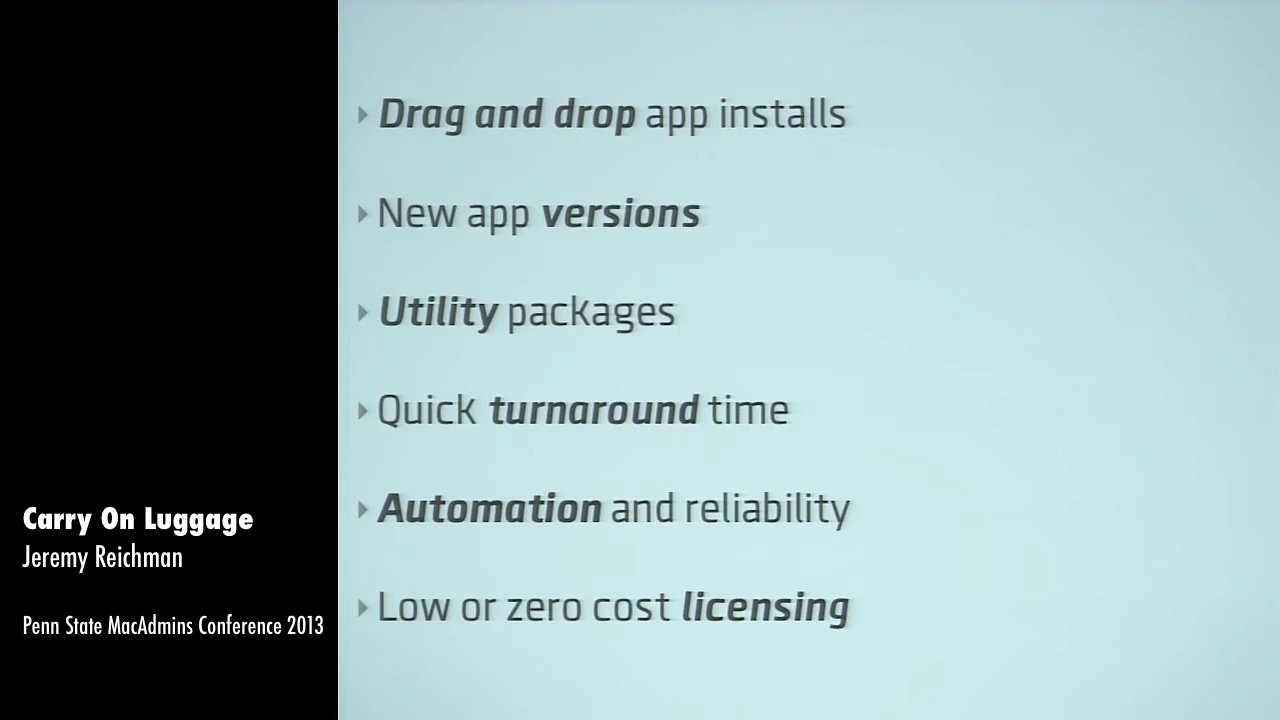 Drag and drop app installs
New app versions
Utility packages
Quick turnaround time
Automation and reliability
Low or zero cost licensing
Carry On Luggage
Jeremy Reichman
Penn State MacAdmins Conference 2013